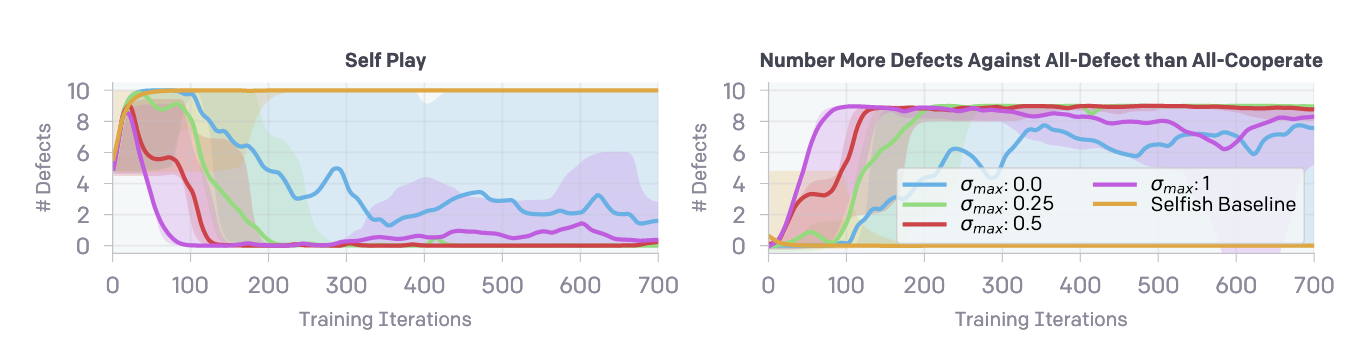 Self Play
# Defects
10
8
6
4
2
0
0 100 200 300 400 500 600 700
Training Iterations
Number More Defects Against All-Defect than All-Cooperate
# Defects
10
8
6
4
2
0
σmax: 0.0
σmax: 0.25
σmax: 0.5
σmax: 1
Selfish Baseline
0 100 200 300 400 500 600 700
Training Iterations